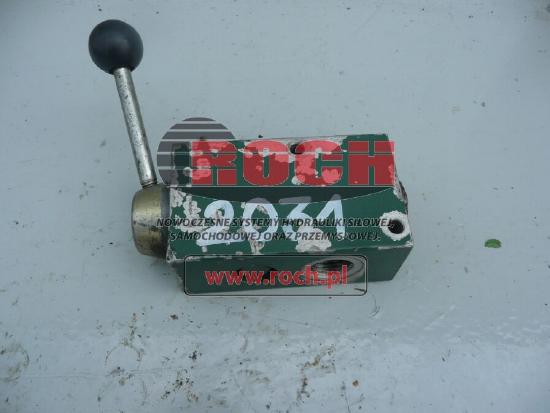 ROCH
2031
NOWOCZESNE SYSTEMY HYDRAULIKI SIŁOWEJ,
SAMOCHODOWEJ ORAZ PRZEMYSŁOWEJ.
www.roch.pl